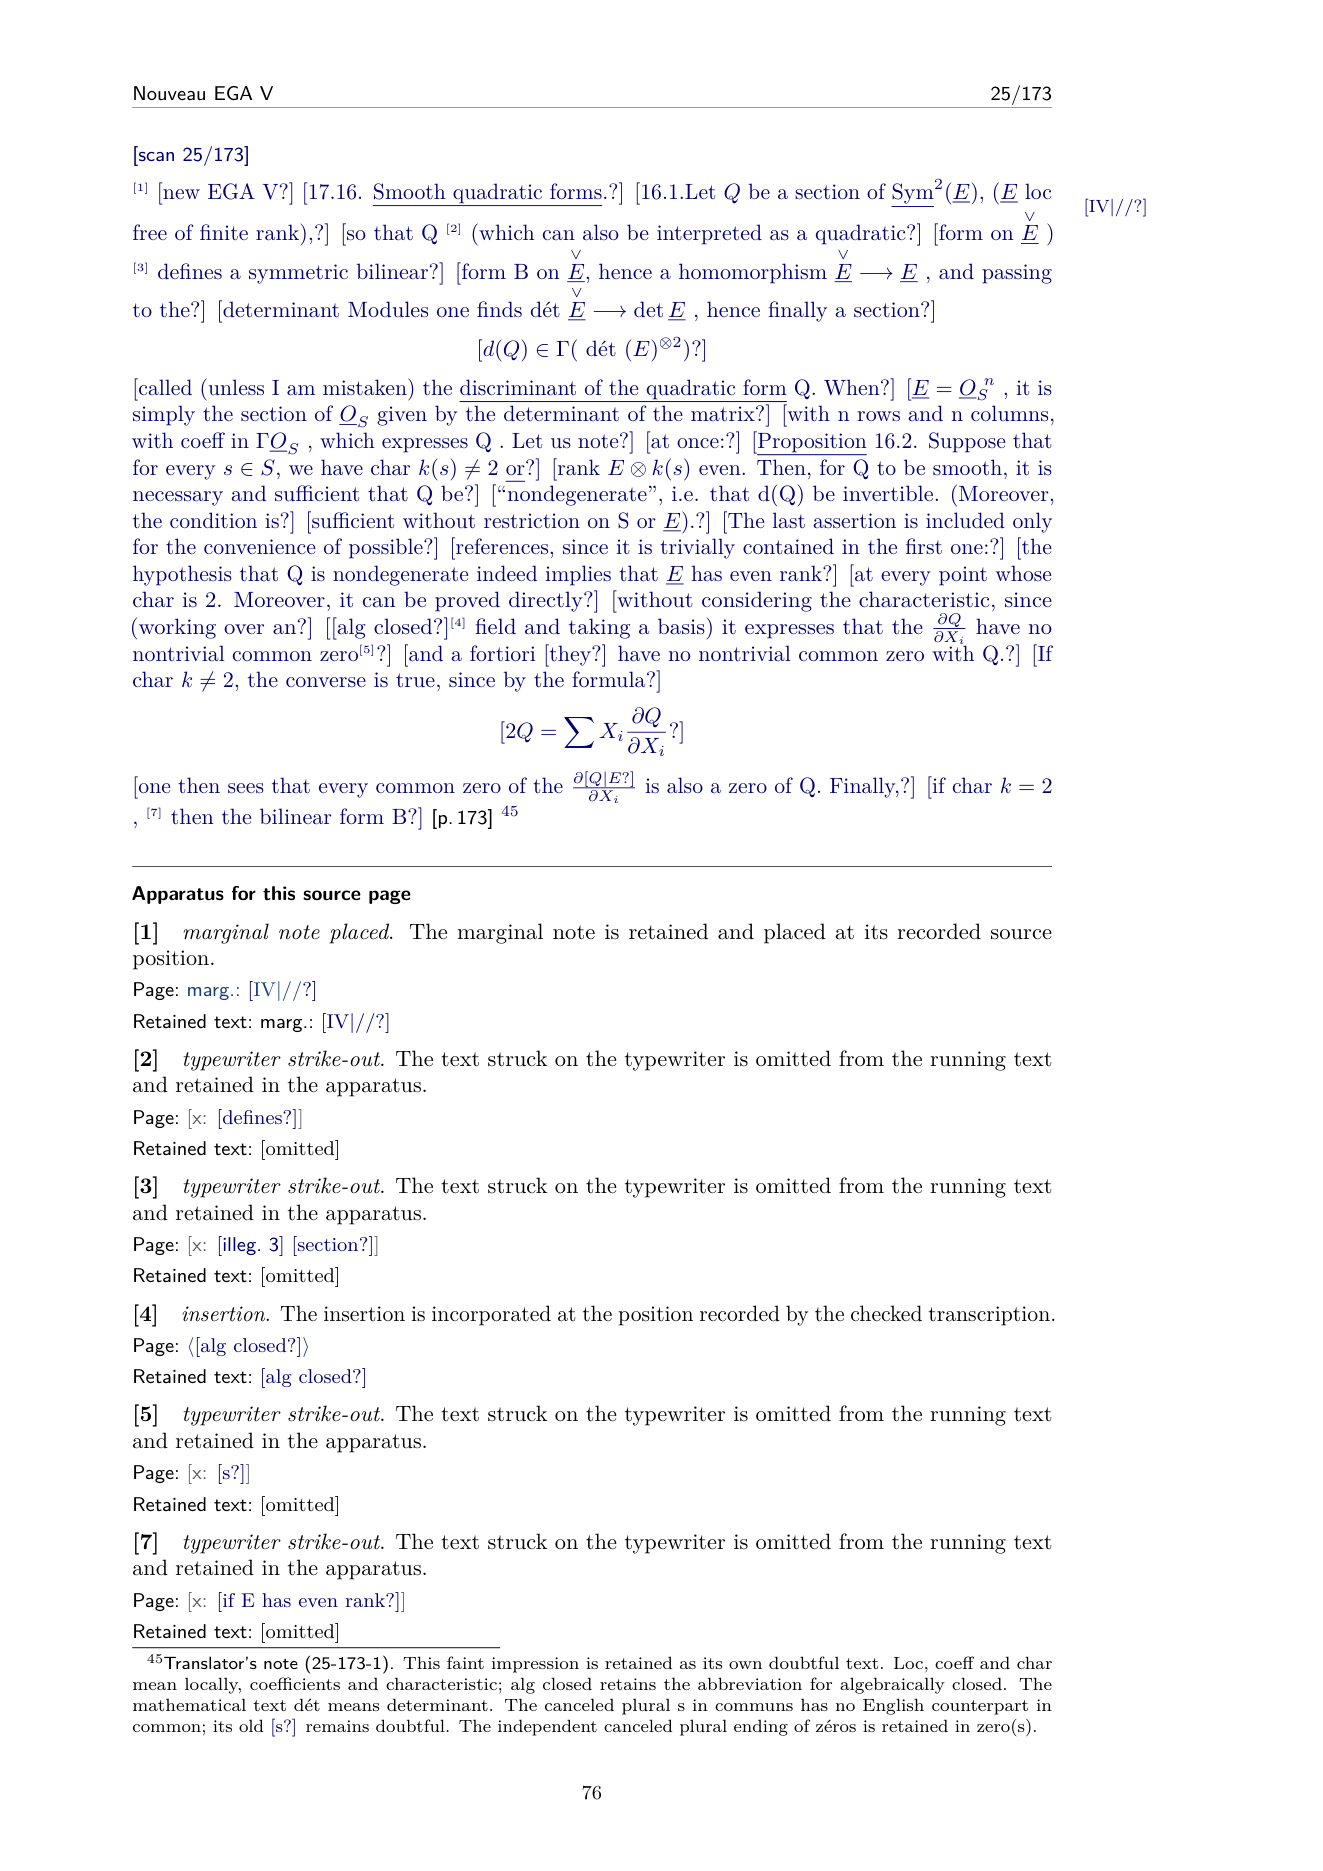 Nouveau EGA V 25/173
[scan 25/173]
[1] [new EGA V?] [17.16. Smooth quadratic forms.?] [16.1.Let Q be a section of Sym²(E), (E loc
[IV|//?]
free of finite rank),?] [so that Q [2] (which can also be interpreted as a quadratic?] [form on E^∨ )
[3] defines a symmetric bilinear?] [form B on E^∨, hence a homomorphism E^∨ ⟶ E , and passing
to the?] [determinant Modules one finds dét E^∨ ⟶ det E , hence finally a section?]
[d(Q) ∈ Γ( dét (E)^⊗2)?]
[called (unless I am mistaken) the discriminant of the quadratic form Q. When?] [E = O_S^n , it is
simply the section of O_S given by the determinant of the matrix?] [with n rows and n columns,
with coeff in ΓO_S , which expresses Q . Let us note?] [at once:?] [Proposition 16.2. Suppose that
for every s ∈ S, we have char k(s) ≠ 2 or?] [rank E ⊗ k(s) even. Then, for Q to be smooth, it is
necessary and sufficient that Q be?] [“nondegenerate”, i.e. that d(Q) be invertible. (Moreover,
the condition is?] [sufficient without restriction on S or E).?] [The last assertion is included only
for the convenience of possible?] [references, since it is trivially contained in the first one:?] [the
hypothesis that Q is nondegenerate indeed implies that E has even rank?] [at every point whose
char is 2. Moreover, it can be proved directly?] [without considering the characteristic, since
(working over an?] [[alg closed?][4] field and taking a basis) it expresses that the ∂Q/∂X_i have no
nontrivial common zero[5]?] [and a fortiori [they?] have no nontrivial common zero with Q.?] [If
char k ≠ 2, the converse is true, since by the formula?]
[2Q = ∑ X_i ∂Q/∂X_i ?]
[one then sees that every common zero of the ∂[Q|E?]/∂X_i is also a zero of Q. Finally,?] [if char k = 2
, [7] then the bilinear form B?] [p. 173] 45
Apparatus for this source page
[1] marginal note placed. The marginal note is retained and placed at its recorded source
position.
Page: marg.: [IV|//?]
Retained text: marg.: [IV|//?]
[2] typewriter strike-out. The text struck on the typewriter is omitted from the running text
and retained in the apparatus.
Page: [x: [defines?]]
Retained text: [omitted]
[3] typewriter strike-out. The text struck on the typewriter is omitted from the running text
and retained in the apparatus.
Page: [x: [illeg. 3] [section?]]
Retained text: [omitted]
[4] insertion. The insertion is incorporated at the position recorded by the checked transcription.
Page: ⟨[alg closed?]⟩
Retained text: [alg closed?]
[5] typewriter strike-out. The text struck on the typewriter is omitted from the running text
and retained in the apparatus.
Page: [x: [s?]]
Retained text: [omitted]
[7] typewriter strike-out. The text struck on the typewriter is omitted from the running text
and retained in the apparatus.
Page: [x: [if E has even rank?]]
Retained text: [omitted]
45Translator’s note (25-173-1). This faint impression is retained as its own doubtful text. Loc, coeff and char
mean locally, coefficients and characteristic; alg closed retains the abbreviation for algebraically closed. The
mathematical text dét means determinant. The canceled plural s in communs has no English counterpart in
common; its old [s?] remains doubtful. The independent canceled plural ending of zéros is retained in zero(s).
76